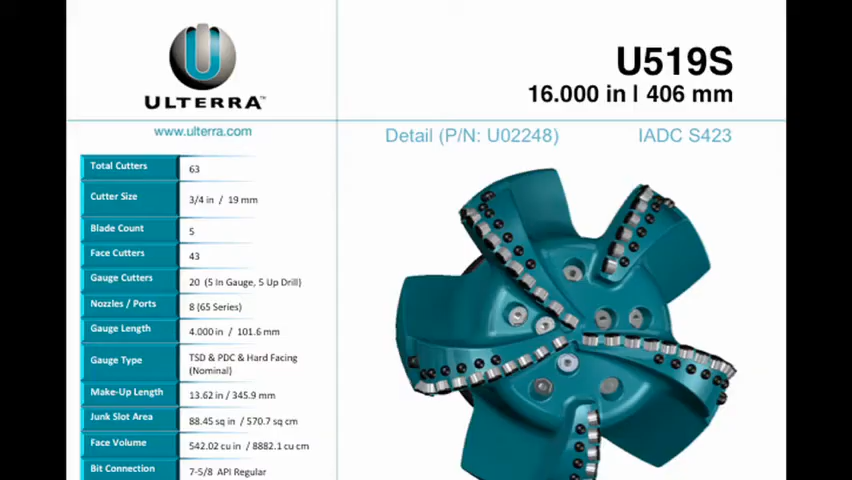 U
ULTERRA™
www.ulterra.com
U519S
16.000 in | 406 mm
Detail (P/N: U02248)
IADC S423
Total Cutters 63
Cutter Size 3/4 in / 19 mm
Blade Count 5
Face Cutters 43
Gauge Cutters 20 (5 In Gauge, 5 Up Drill)
Nozzles / Ports 8 (65 Series)
Gauge Length 4.000 in / 101.6 mm
Gauge Type TSD & PDC & Hard Facing
(Nominal)
Make-Up Length 13.62 in / 345.9 mm
Junk Slot Area 88.45 sq in / 570.7 sq cm
Face Volume 542.02 cu in / 8882.1 cu cm
Bit Connection 7-5/8 API Regular